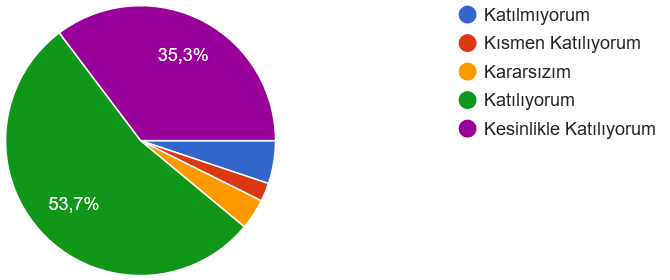 35,3%
53,7%
Katılmıyorum
Kısmen Katılıyorum
Kararsızım
Katılıyorum
Kesinlikle Katılıyorum